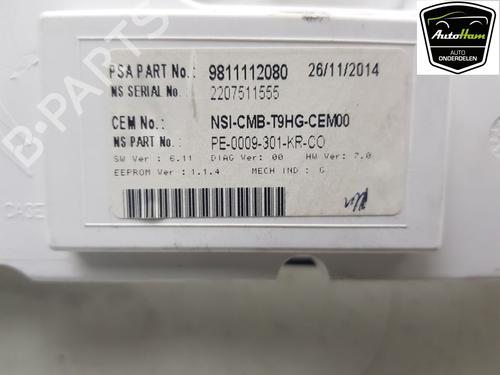 AutoHam
AUTO
ONDERDELEN
PSA PART No.: 9811112080 26/11/2014
NS SERIAL No.: 2207511555
CEM No.: NSI-CMB-T9HG-CEM00
NS PART No.: PE-0009-301-KR-CO
SW Ver : 6.11 DIAG Ver: 00 HW Ver: 7.0
EEPROM Ver : 1.1.4 MECH IND : G
CASE
B-PARTS